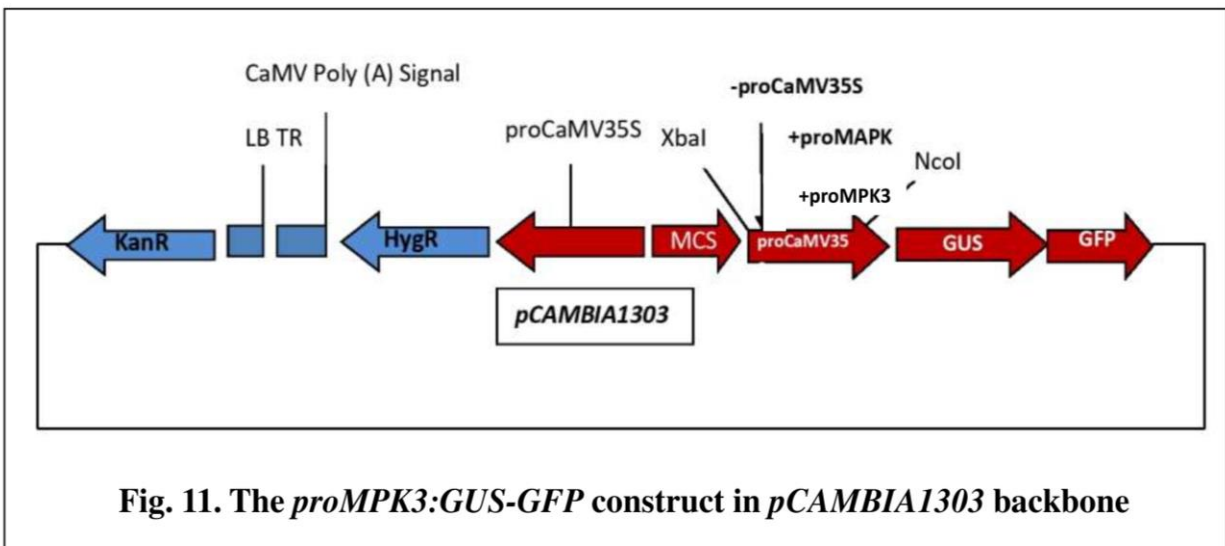 CaMV Poly (A) Signal
-proCaMV35S
LB TR
proCaMV35S
XbaI
+proMAPK
NcoI
+proMPK3
KanR
HygR
MCS
proCaMV35
GUS
GFP
pCAMBIA1303
Fig. 11. The proMPK3:GUS-GFP construct in pCAMBIA1303 backbone